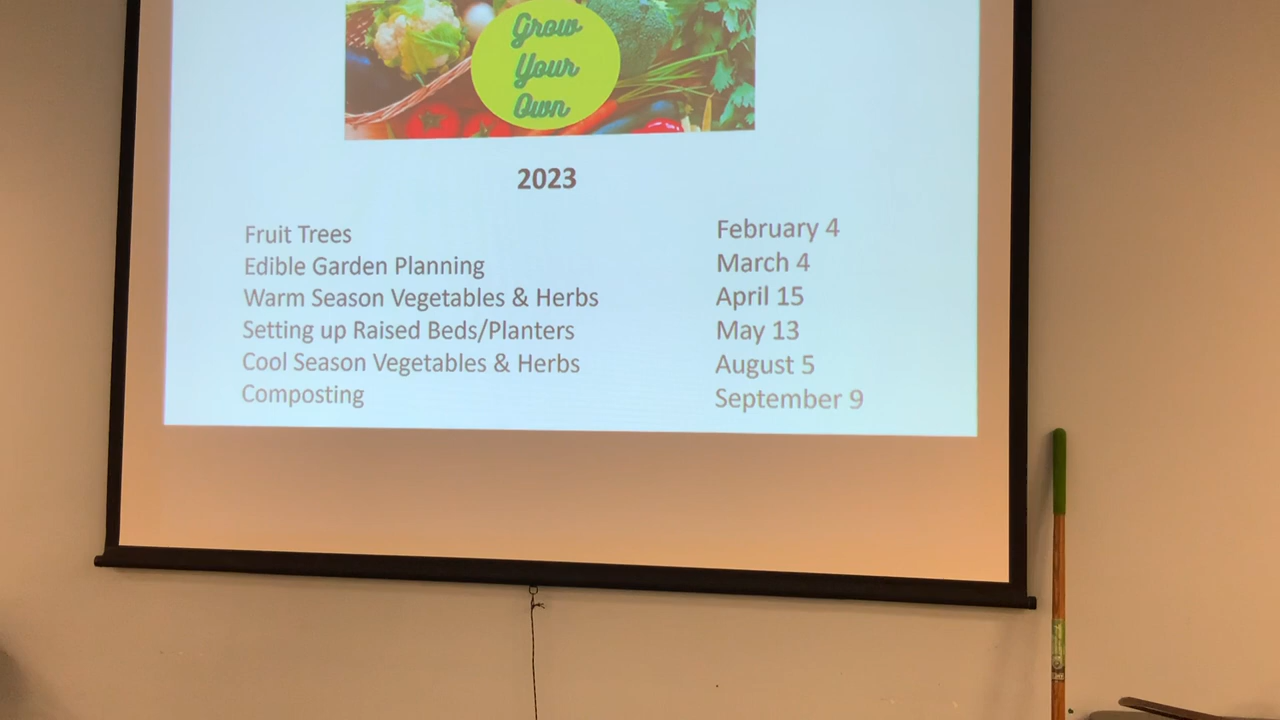 Grow
Your
Own
2023
Fruit Trees February 4
Edible Garden Planning March 4
Warm Season Vegetables & Herbs April 15
Setting up Raised Beds/Planters May 13
Cool Season Vegetables & Herbs August 5
Composting September 9